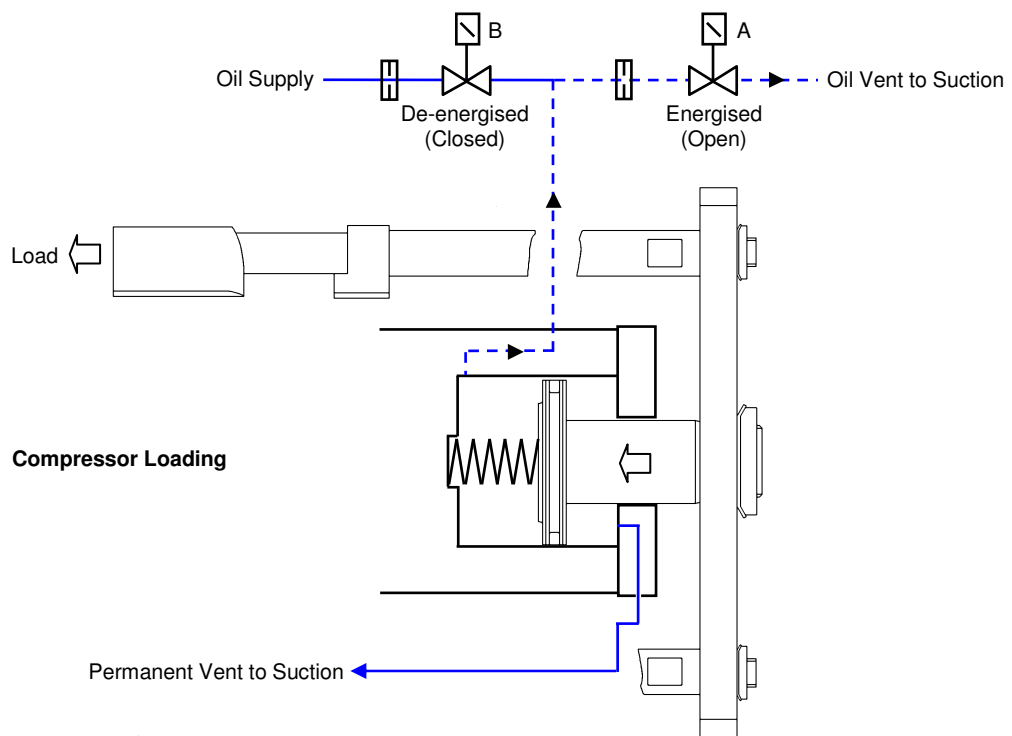 B
A
Oil Supply
Oil Vent to Suction
De-energised
(Closed)
Energised
(Open)
Load
Compressor Loading
Permanent Vent to Suction